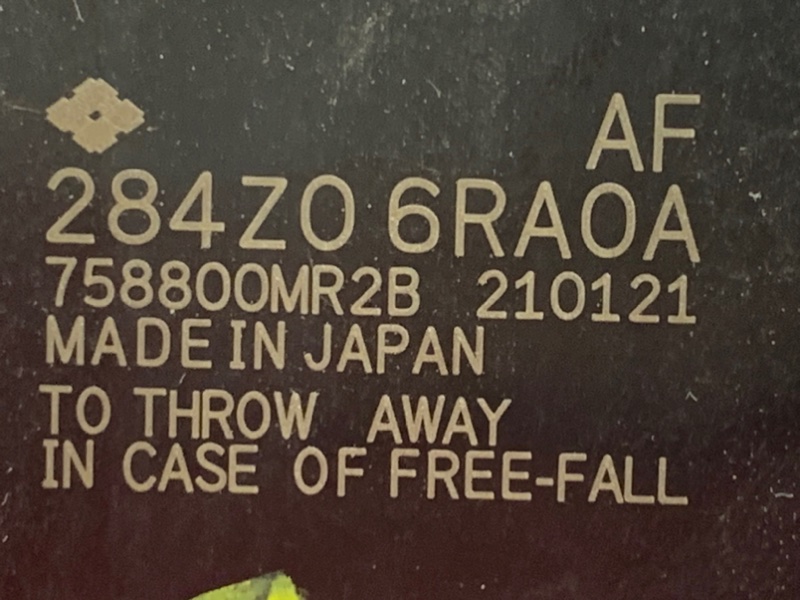 AF
284Z0 6RA0A
758800MR2B 210121
MADE IN JAPAN
TO THROW AWAY
IN CASE OF FREE-FALL